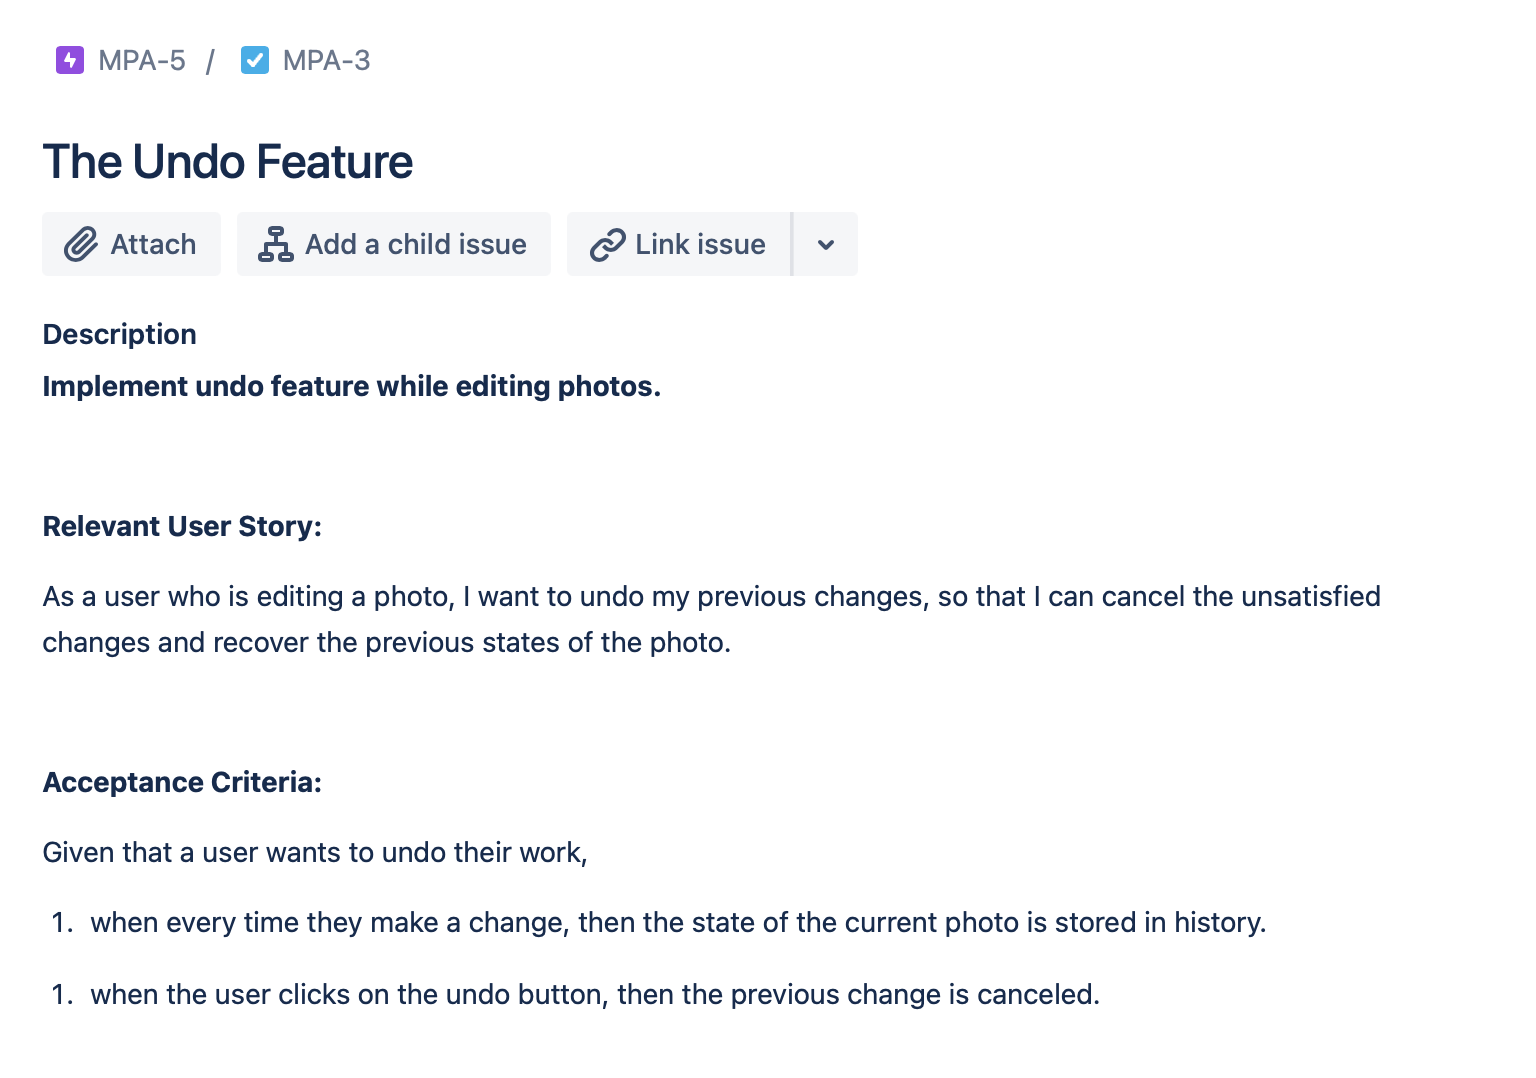 MPA-5 / MPA-3
The Undo Feature
Attach Add a child issue Link issue
Description
Implement undo feature while editing photos.
Relevant User Story:
As a user who is editing a photo, I want to undo my previous changes, so that I can cancel the unsatisfied
changes and recover the previous states of the photo.
Acceptance Criteria:
Given that a user wants to undo their work,
1. when every time they make a change, then the state of the current photo is stored in history.
1. when the user clicks on the undo button, then the previous change is canceled.